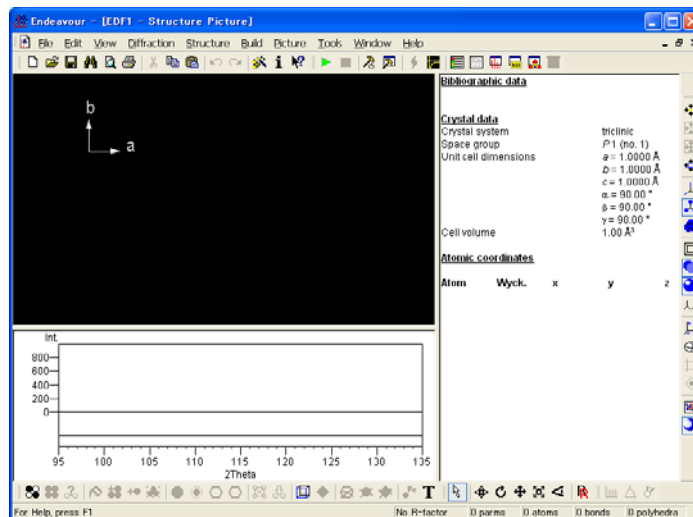 Endeavour - [EDF1 - Structure Picture]
File Edit View Diffraction Structure Build Picture Tools Window Help
b
a
Bibliographic data
Crystal data
Crystal system triclinic
Space group P 1 (no. 1)
Unit cell dimensions a = 1.0000 Å
b = 1.0000 Å
c = 1.0000 Å
α = 90.00 °
β = 90.00 °
γ = 90.00 °
Cell volume 1.00 Å³
Atomic coordinates
Atom Wyck. x y z
Int.
800
600
400
200
0
95 100 105 110 115 120 125 130 135
2Theta
T
For Help, press F1 No R-factor 0 parms 0 atoms 0 bonds 0 polyhedra